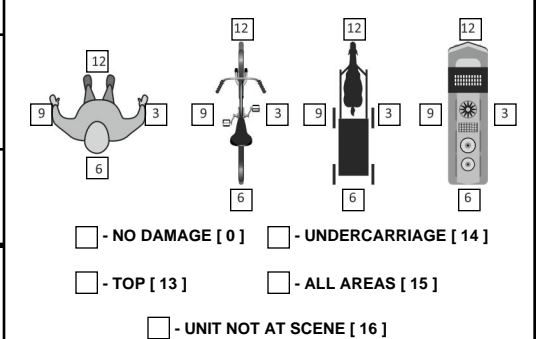 12 12 12 12
9 3 9 3 9 3 9 3
6 6 6 6
- NO DAMAGE [ 0 ] - UNDERCARRIAGE [ 14 ]
- TOP [ 13 ] - ALL AREAS [ 15 ]
- UNIT NOT AT SCENE [ 16 ]